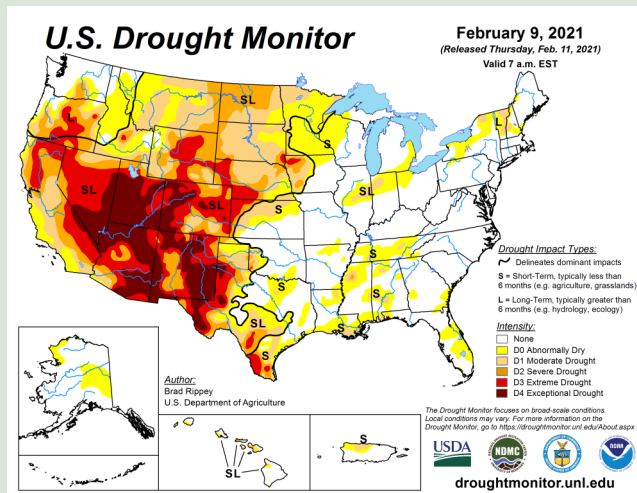 U.S. Drought Monitor
February 9, 2021
(Released Thursday, Feb. 11, 2021)
Valid 7 a.m. EST
L
SL
S
L
SL
SL
SL
S
S
S
S
SL
S
S
S
Drought Impact Types:
Delineates dominant impacts
S = Short-Term, typically less than
6 months (e.g. agriculture, grasslands)
L = Long-Term, typically greater than
6 months (e.g. hydrology, ecology)
Intensity:
None
D0 Abnormally Dry
D1 Moderate Drought
D2 Severe Drought
D3 Extreme Drought
D4 Exceptional Drought
Author:
Brad Rippey
U.S. Department of Agriculture
SL
S
The Drought Monitor focuses on broad-scale conditions.
Local conditions may vary. For more information on the
Drought Monitor, go to https://droughtmonitor.unl.edu/About.aspx
USDA
NDMC
NOAA
droughtmonitor.unl.edu